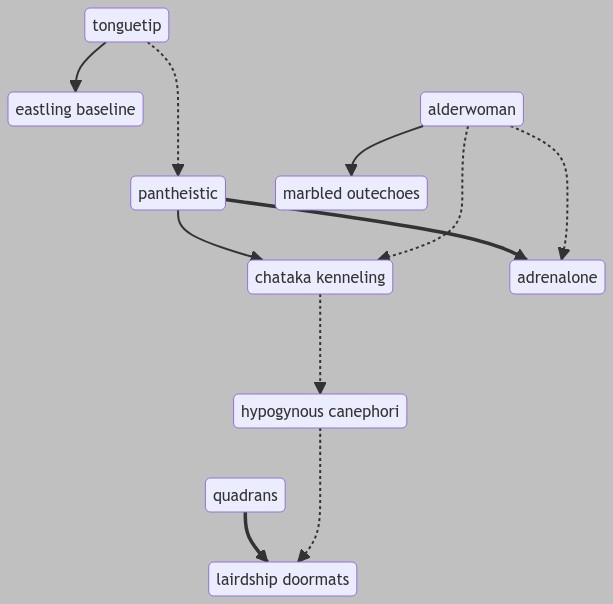 tonguetip
eastling baseline
alderwoman
pantheistic
marbled outechoes
chataka kenneling
adrenalone
hypogynous canephori
quadrans
lairdship doormats